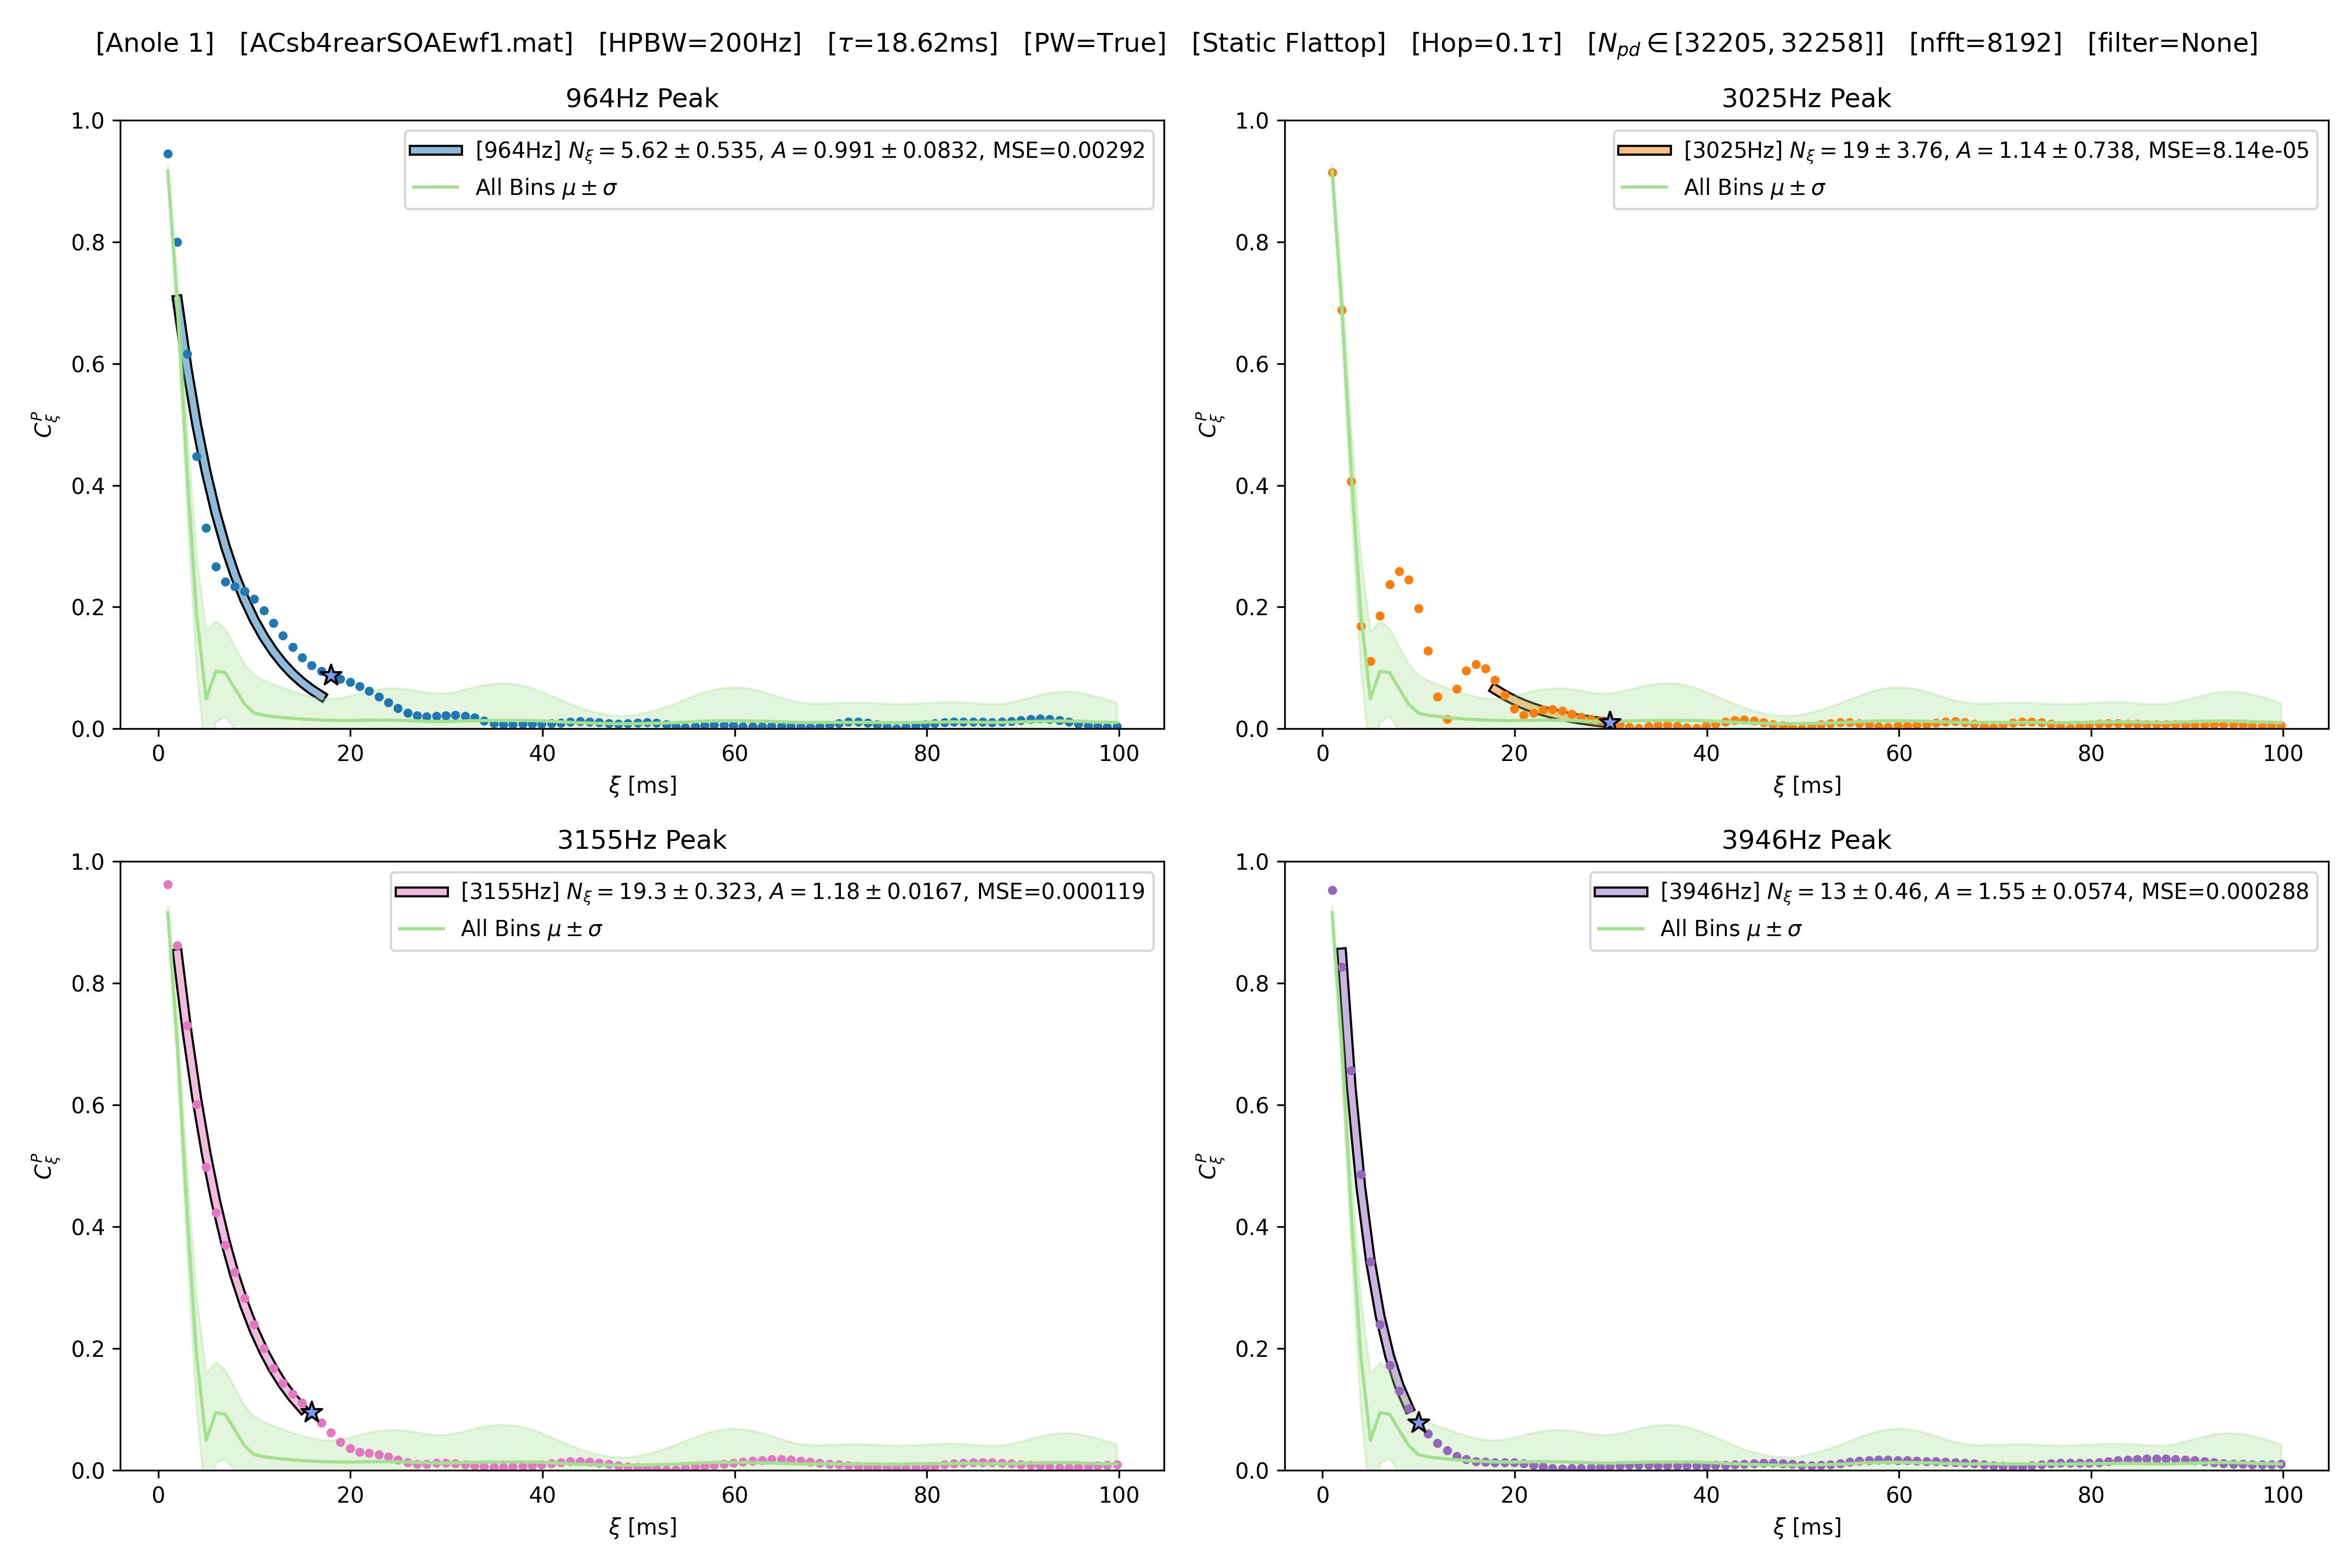 [Anole 1] [ACsb4rearSOAEwf1.mat] [HPBW=200Hz] [τ=18.62ms] [PW=True] [Static Flattop] [Hop=0.1τ] [N_pd ∈ [32205, 32258]] [nfft=8192] [filter=None]
964Hz Peak
1.0
0.8
0.6
0.4
0.2
0.0
C_ξ^P
[964Hz] N_ξ = 5.62 ± 0.535, A = 0.991 ± 0.0832, MSE=0.00292
All Bins μ ± σ
0 20 40 60 80 100
ξ [ms]
3025Hz Peak
1.0
0.8
0.6
0.4
0.2
0.0
C_ξ^P
[3025Hz] N_ξ = 19 ± 3.76, A = 1.14 ± 0.738, MSE=8.14e-05
All Bins μ ± σ
0 20 40 60 80 100
ξ [ms]
3155Hz Peak
1.0
0.8
0.6
0.4
0.2
0.0
C_ξ^P
[3155Hz] N_ξ = 19.3 ± 0.323, A = 1.18 ± 0.0167, MSE=0.000119
All Bins μ ± σ
0 20 40 60 80 100
ξ [ms]
3946Hz Peak
1.0
0.8
0.6
0.4
0.2
0.0
C_ξ^P
[3946Hz] N_ξ = 13 ± 0.46, A = 1.55 ± 0.0574, MSE=0.000288
All Bins μ ± σ
0 20 40 60 80 100
ξ [ms]